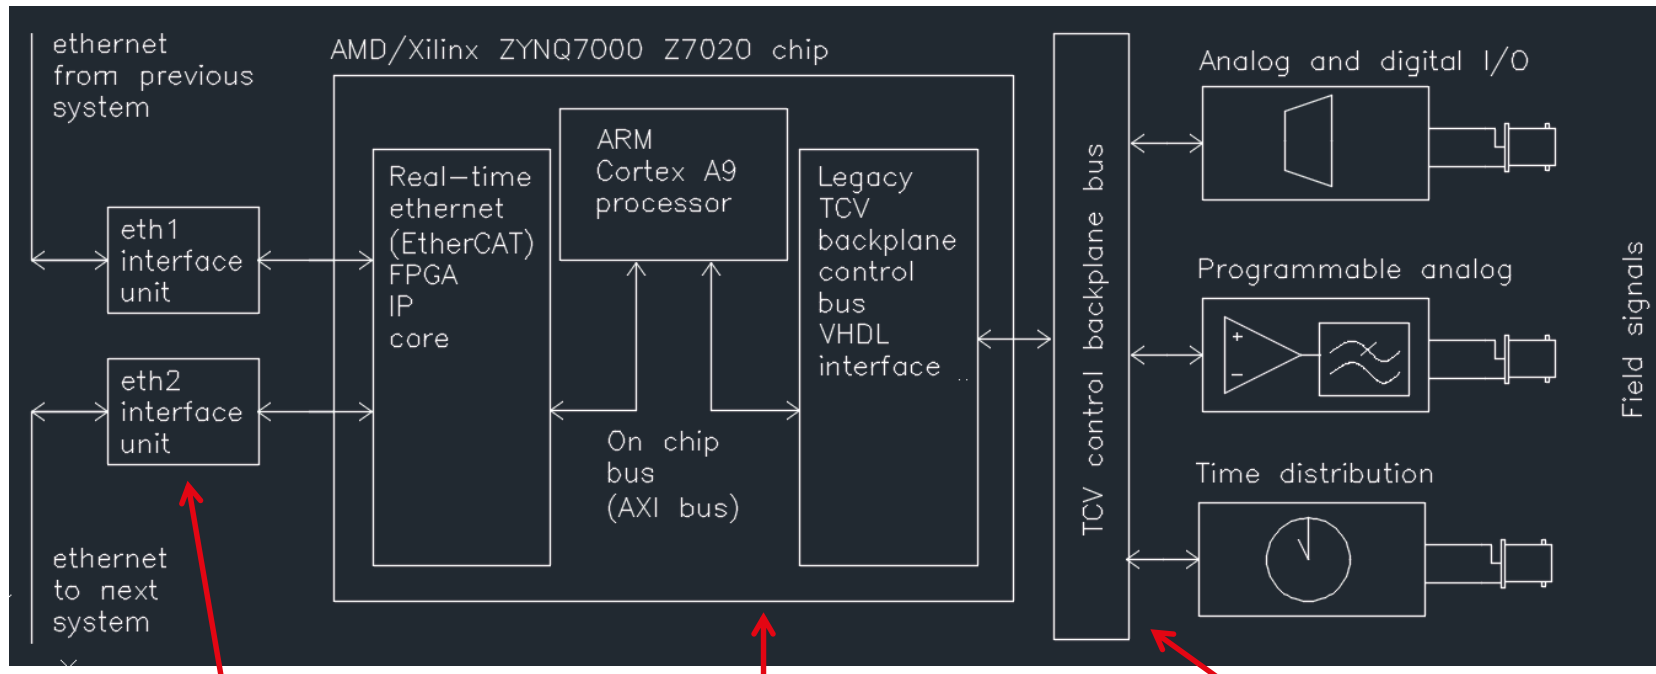 ethernet
from previous
system
AMD/Xilinx ZYNQ7000 Z7020 chip
Analog and digital I/O
ARM
Cortex A9
processor
Real-time
ethernet
(EtherCAT)
FPGA
IP
core
Legacy
TCV
backplane
control
bus
VHDL
interface
eth1
interface
unit
eth2
interface
unit
On chip
bus
(AXI bus)
ethernet
to next
system
TCV control backplane bus
Programmable analog
+
-
Time distribution
Field signals